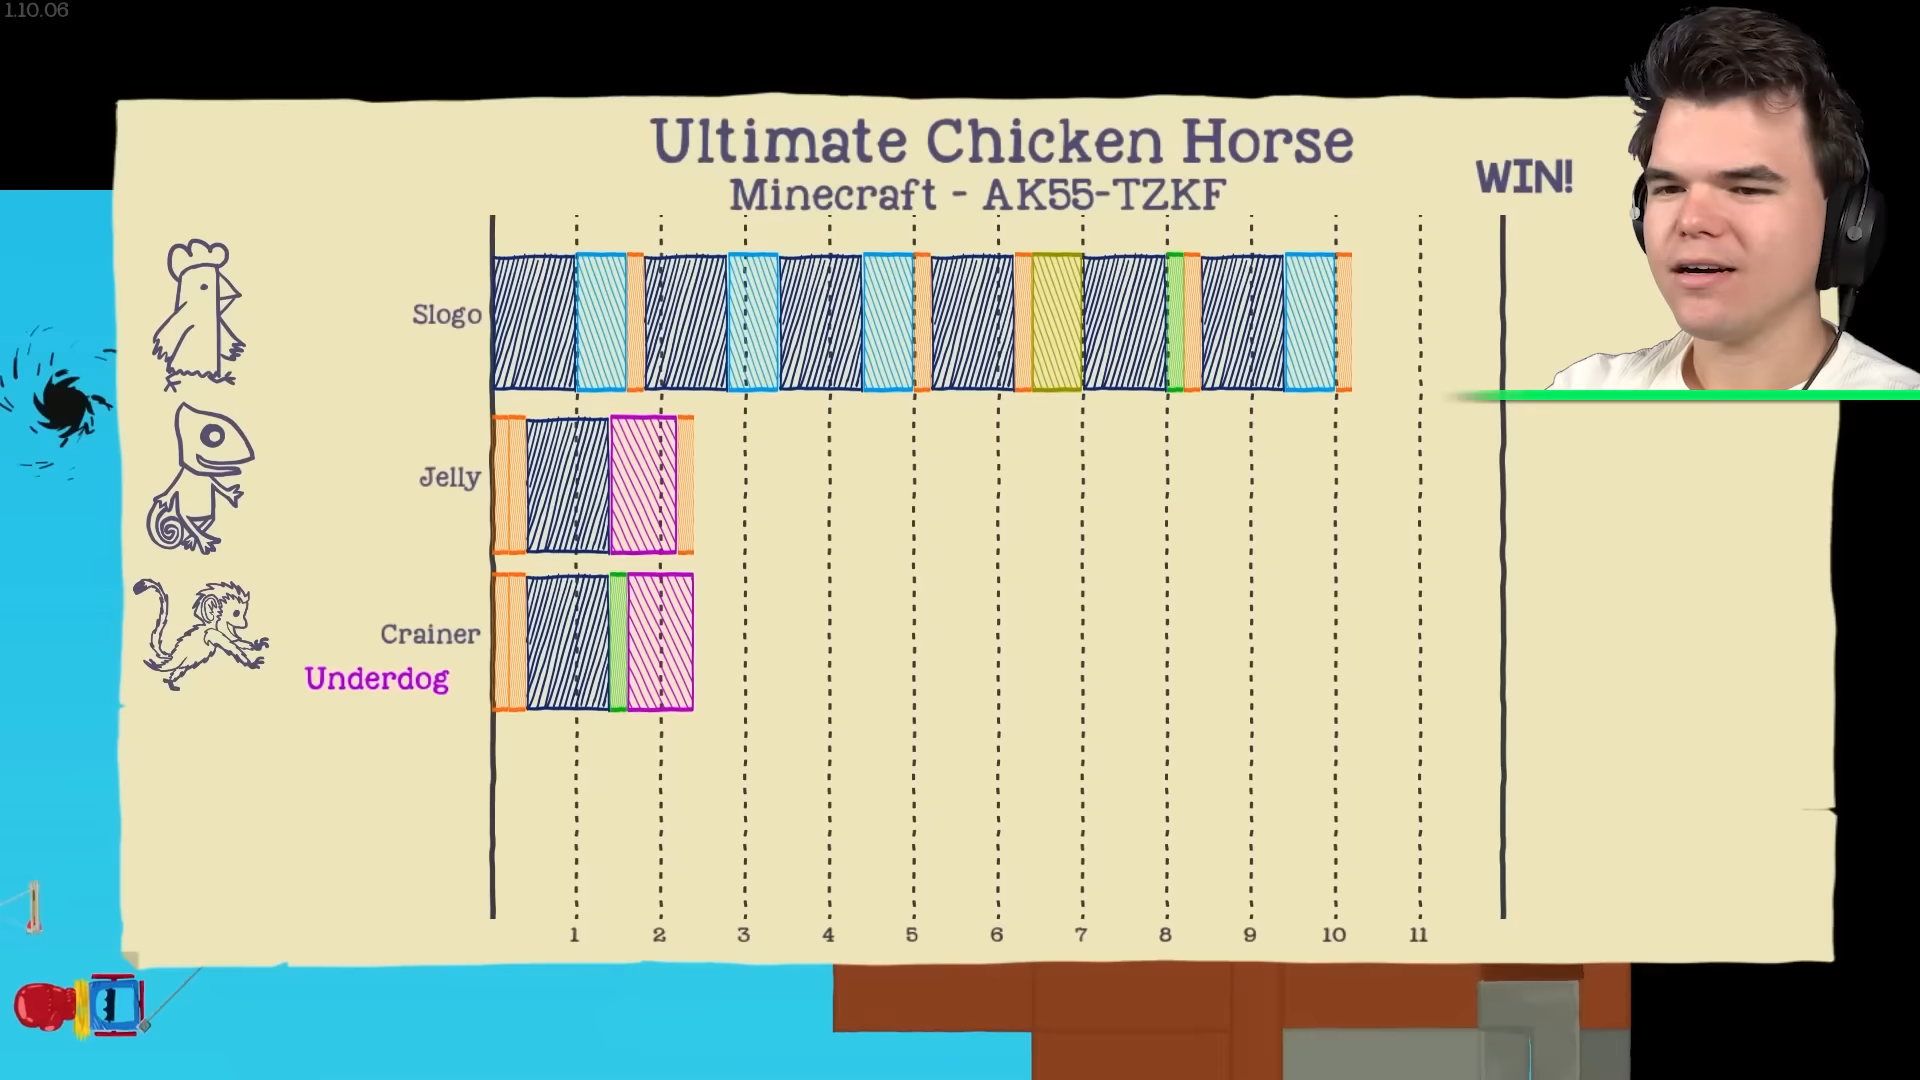 1.10.06
Ultimate Chicken Horse
Minecraft - AK55-TZKF
WIN!
Slogo
Jelly
Crainer
Underdog
1 2 3 4 5 6 7 8 9 10 11